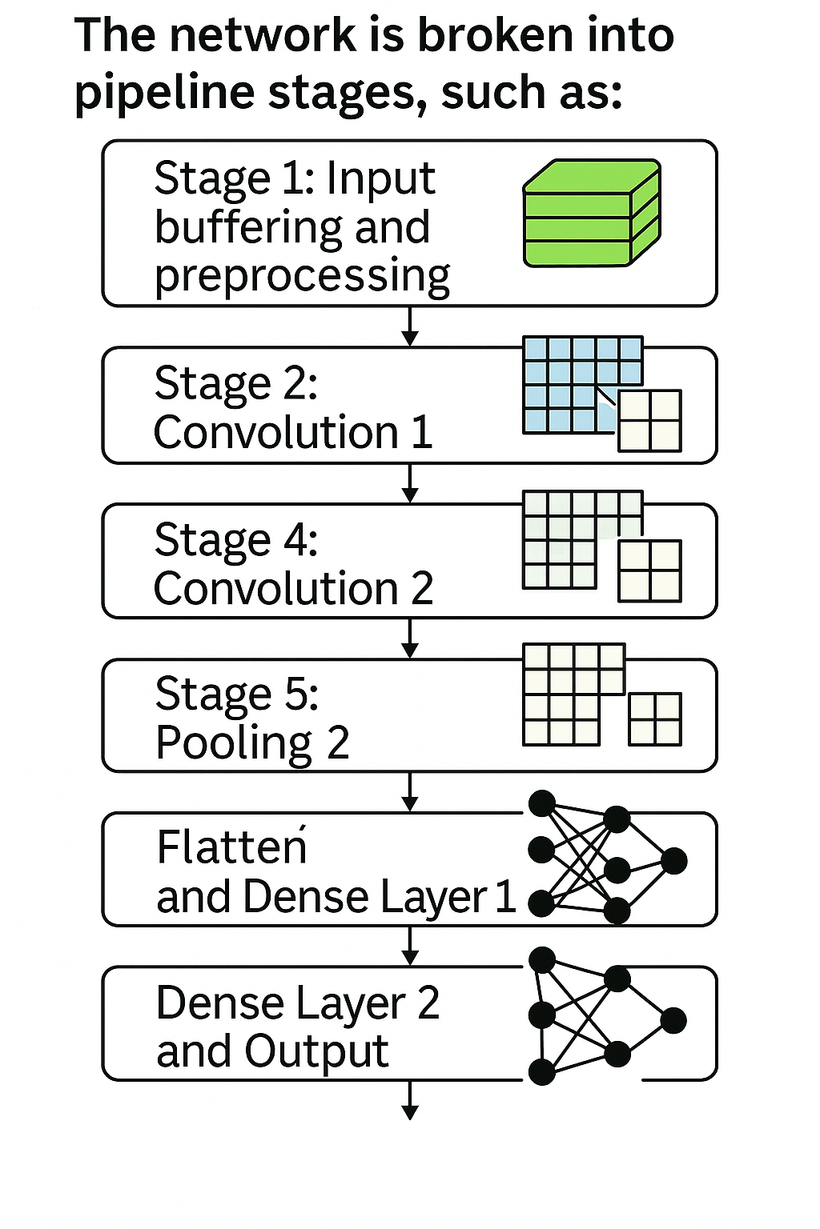 The network is broken into
pipeline stages, such as:
Stage 1: Input
buffering and
preprocessing
Stage 2:
Convolution 1
Stage 4:
Convolution 2
Stage 5:
Pooling 2
Flatteń
and Dense Layer 1
Dense Layer 2
and Output